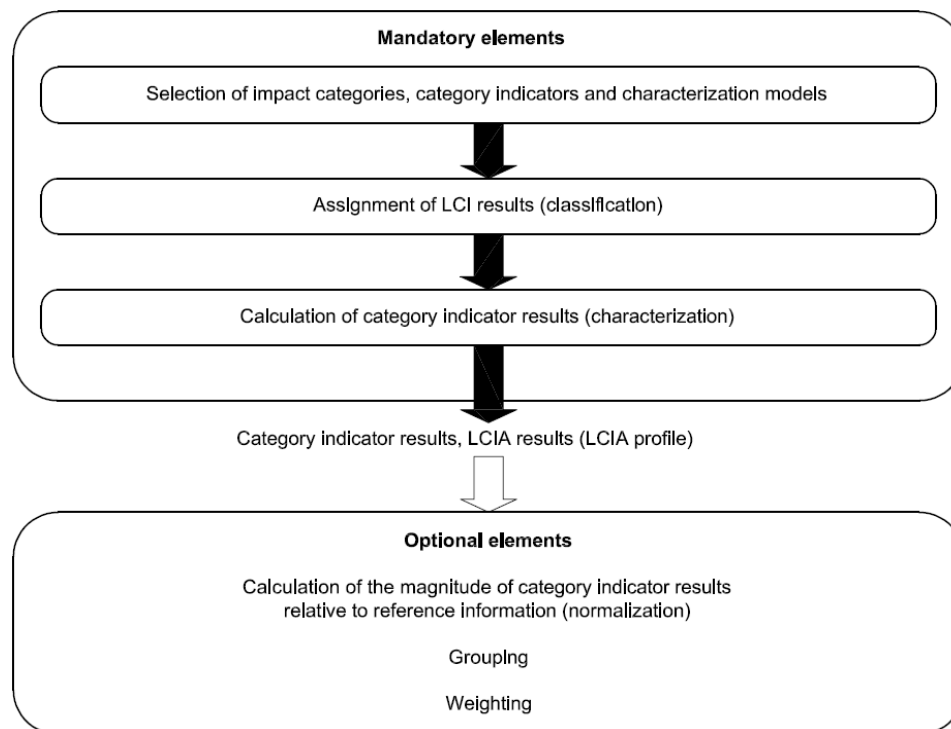 Mandatory elements
Selection of impact categories, category indicators and characterization models
Assignment of LCI results (classification)
Calculation of category indicator results (characterization)
Category indicator results, LCIA results (LCIA profile)
Optional elements
Calculation of the magnitude of category indicator results
relative to reference information (normalization)
Grouping
Weighting